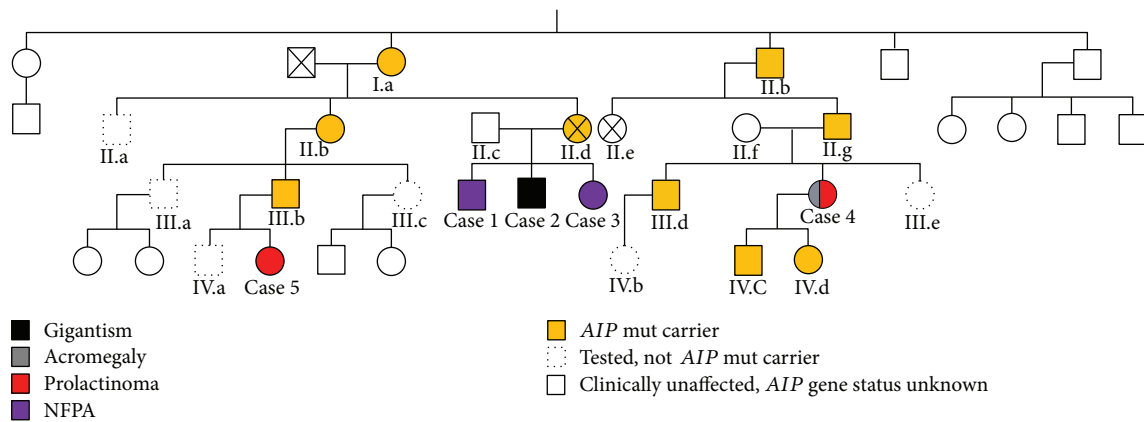 I.a
II.b
II.a
II.b
II.c
II.d
II.e
II.f
II.g
III.a
III.b
III.c
Case 1
Case 2
Case 3
III.d
Case 4
III.e
IV.a
Case 5
IV.b
IV.C
IV.d
Gigantism
Acromegaly
Prolactinoma
NFPA
AIP mut carrier
Tested, not AIP mut carrier
Clinically unaffected, AIP gene status unknown